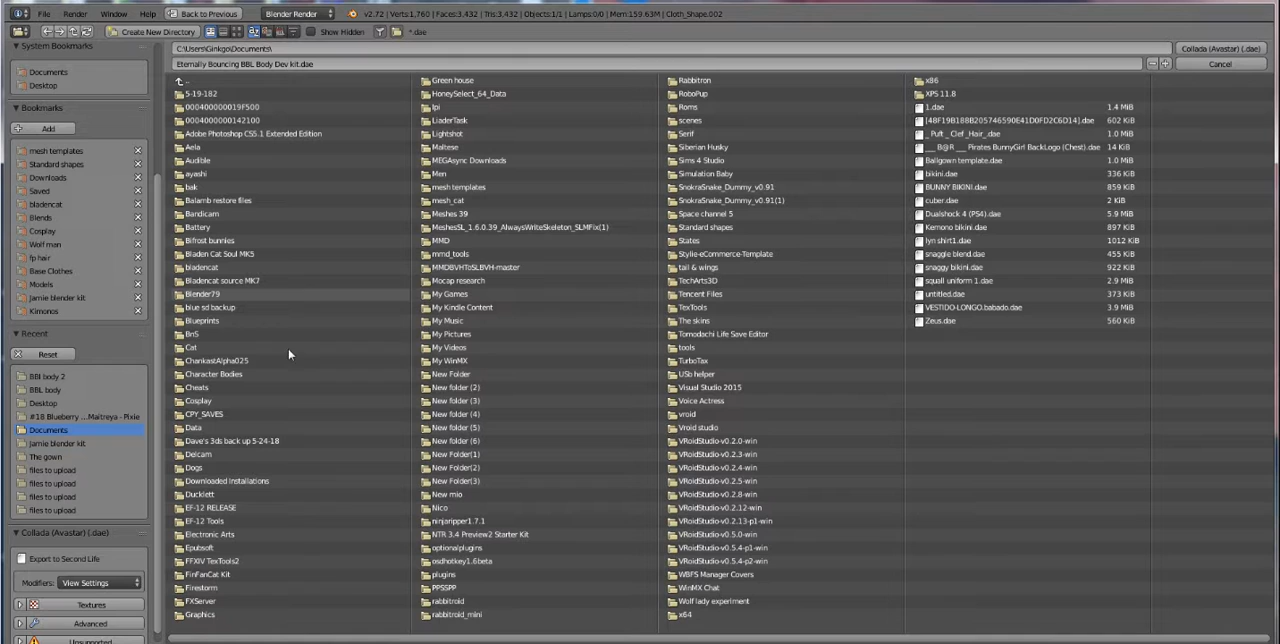 File Render Window Help Back to Previous Blender Render v2.72 | Verts:1,760 | Faces:3,432 | Tris:3,432 | Objects:1/1 | Lamps:0/0 | Mem:159.63M | Cloth_Shape.002
Create New Directory Show Hidden *.dae
System Bookmarks
Documents
Desktop
Bookmarks
Add
mesh templates
Standard shapes
Downloads
Saved
bladencat
Blends
Cosplay
Wolf man
fp hair
Base Clothes
Models
Jamie blender kit
Kimonos
Recent
Reset
BBl body 2
BBL body
Desktop
#18 Blueberry ...Maitreya - Pixie
Documents
Jamie blender kit
The gown
files to upload
files to upload
files to upload
files to upload
Collada (Avastar) (.dae)
Export to Second Life
Modifiers: View Settings
Textures
Advanced
Unsupported
C:\Users\Ginkgo\Documents\
Collada (Avastar) (.dae)
Eternally Bouncing BBL Body Dev kit.dae
Cancel
..
5-19-182
000400000019F500
0004000000142100
Adobe Photoshop CS5.1 Extended Edition
Aela
Audible
ayashi
bak
Balamb restore files
Bandicam
Battery
Bifrost bunnies
Bladen Cat Soul MK5
bladencat
Bladencat source MK7
Blender79
blue sd backup
Blueprints
BnS
Cat
ChankastAlpha025
Character Bodies
Cheats
Cosplay
CPY_SAVES
Data
Dave's 3ds back up 5-24-18
Delcam
Dogs
Downloaded Installations
Ducklett
EF-12 RELEASE
EF-12 Tools
Electronic Arts
Epubsoft
FFXIV TexTools2
FinFanCat Kit
Firestorm
FXServer
Graphics
Green house
HoneySelect_64_Data
Ipi
LiaderTask
Lightshot
Maltese
MEGAsync Downloads
Men
mesh templates
mesh_cat
Meshes 39
MeshesSL_1.6.0.39_AlwaysWriteSkeleton_SLMFix(1)
MMD
mmd_tools
MMDBVHToSLBVH-master
Mocap research
My Games
My Kindle Content
My Music
My Pictures
My Videos
My WinMX
New Folder
New folder (2)
New folder (3)
New folder (4)
New folder (5)
New folder (6)
New Folder(1)
New Folder(2)
New Folder(3)
New mio
Nico
ninjaripper1.7.1
NTR 3.4 Preview2 Starter Kit
optionalplugins
osdhotkey1.6beta
plugins
PPSSPP
rabbitroid
rabbitroid_mini
Rabbitron
RoboPup
Roms
scenes
Serif
Siberian Husky
Sims 4 Studio
Simulation Baby
SnokraSnake_Dummy_v0.91
SnokraSnake_Dummy_v0.91(1)
Space channel 5
Standard shapes
States
Stylie-eCommerce-Template
tail & wings
TechArts3D
Tencent Files
TexTools
The skins
Tomodachi Life Save Editor
tools
TurboTax
USb helper
Visual Studio 2015
Voice Actress
vroid
Vroid studio
VRoidStudio-v0.2.0-win
VRoidStudio-v0.2.3-win
VRoidStudio-v0.2.4-win
VRoidStudio-v0.2.5-win
VRoidStudio-v0.2.8-win
VRoidStudio-v0.2.12-win
VRoidStudio-v0.2.13-p1-win
VRoidStudio-v0.5.0-win
VRoidStudio-v0.5.4-p1-win
VRoidStudio-v0.5.4-p2-win
WBFS Manager Covers
WinMX Chat
Wolf lady experiment
x64
x86
XPS 11.8
1.dae 1.4 MiB
[48F19B188B205746590E41D0FD2C6D14].dae 602 KiB
_ Puft _ Clef _Hair_.dae 1.0 MiB
___ B@R ___ Pirates BunnyGirl BackLogo (Chest).dae 14 KiB
Ballgown template.dae 1.0 MiB
bikini.dae 336 KiB
BUNNY BIKINI.dae 859 KiB
cuber.dae 2 KiB
Dualshock 4 (PS4).dae 5.9 MiB
Kemono bikini.dae 897 KiB
lyn shirt1.dae 1012 KiB
snaggle blend.dae 455 KiB
snaggy bikini.dae 922 KiB
squall uniform 1.dae 2.9 MiB
untitled.dae 373 KiB
VESTIDO-LONGO.babado.dae 3.9 MiB
Zeus.dae 560 KiB